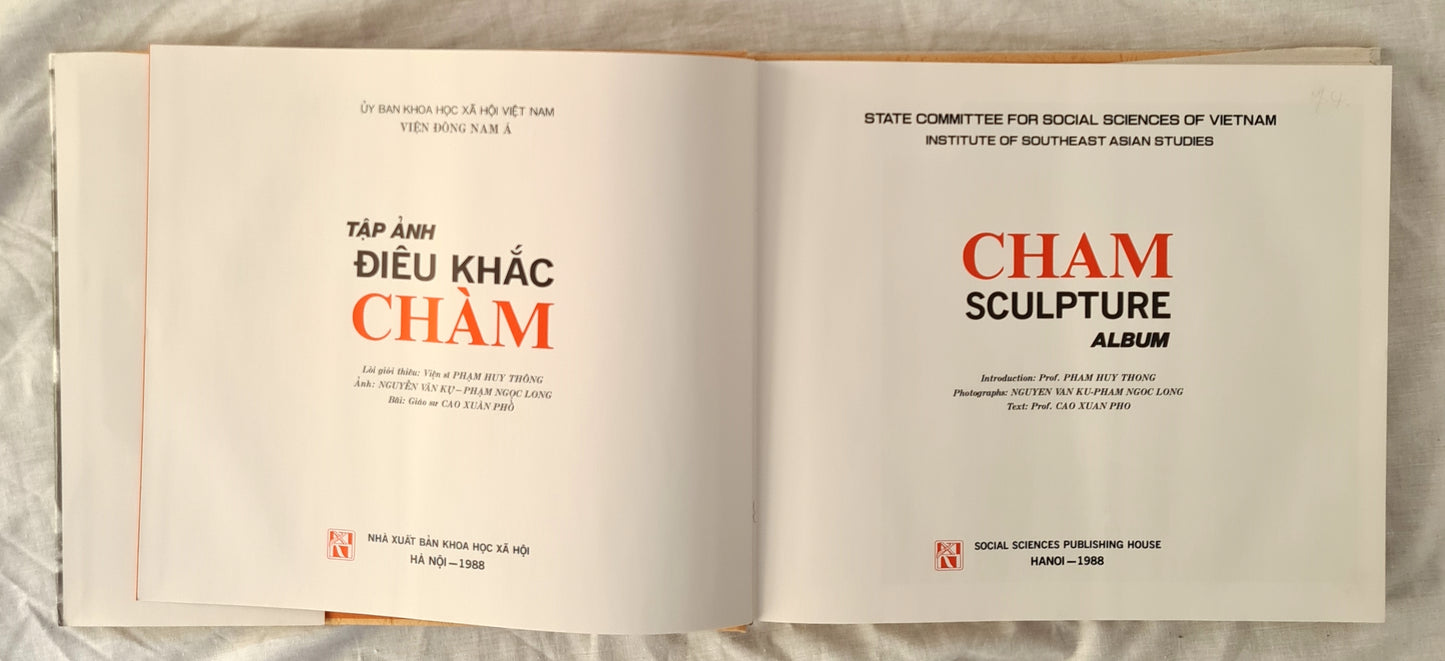 ỦY BAN KHOA HỌC XÃ HỘI VIỆT NAM
VIỆN ĐÔNG NAM Á
TẬP ẢNH
ĐIÊU KHẮC
CHÀM
Lời giới thiêu: Viện sĩ PHẠM HUY THÔNG
Ảnh: NGUYỄN VĂN KỰ–PHẠM NGỌC LONG
Bài: Giáo sư CAO XUÂN PHỔ
NHÀ XUẤT BẢN KHOA HỌC XÃ HỘI
HÀ NỘI—1988
STATE COMMITTEE FOR SOCIAL SCIENCES OF VIETNAM
INSTITUTE OF SOUTHEAST ASIAN STUDIES
CHAM
SCULPTURE
ALBUM
Introduction: Prof. PHAM HUY THONG
Photographs: NGUYEN VAN KU-PHAM NGOC LONG
Text: Prof. CAO XUAN PHO
SOCIAL SCIENCES PUBLISHING HOUSE
HANOI—1988